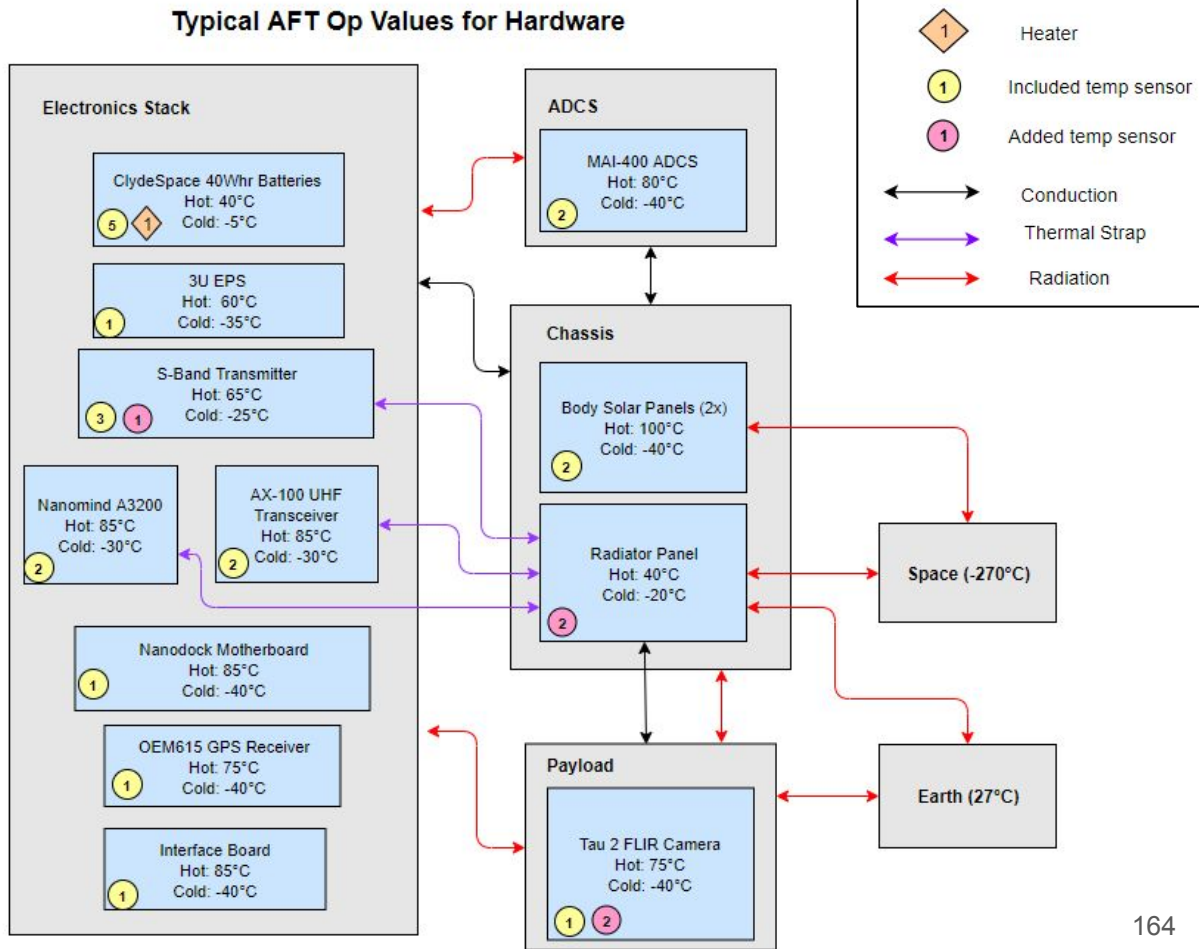 Typical AFT Op Values for Hardware
1
Heater
1
Included temp sensor
1
Added temp sensor
Conduction
Thermal Strap
Radiation
Electronics Stack
ClydeSpace 40Whr Batteries
Hot: 40°C
Cold: -5°C
5
1
3U EPS
Hot: 60°C
Cold: -35°C
1
S-Band Transmitter
Hot: 65°C
Cold: -25°C
3
1
Nanomind A3200
Hot: 85°C
Cold: -30°C
2
AX-100 UHF
Transceiver
Hot: 85°C
Cold: -30°C
2
Nanodock Motherboard
Hot: 85°C
Cold: -40°C
1
OEM615 GPS Receiver
Hot: 75°C
Cold: -40°C
1
Interface Board
Hot: 85°C
Cold: -40°C
1
ADCS
MAI-400 ADCS
Hot: 80°C
Cold: -40°C
2
Chassis
Body Solar Panels (2x)
Hot: 100°C
Cold: -40°C
2
Radiator Panel
Hot: 40°C
Cold: -20°C
2
Payload
Tau 2 FLIR Camera
Hot: 75°C
Cold: -40°C
1
2
Space (-270°C)
Earth (27°C)
164